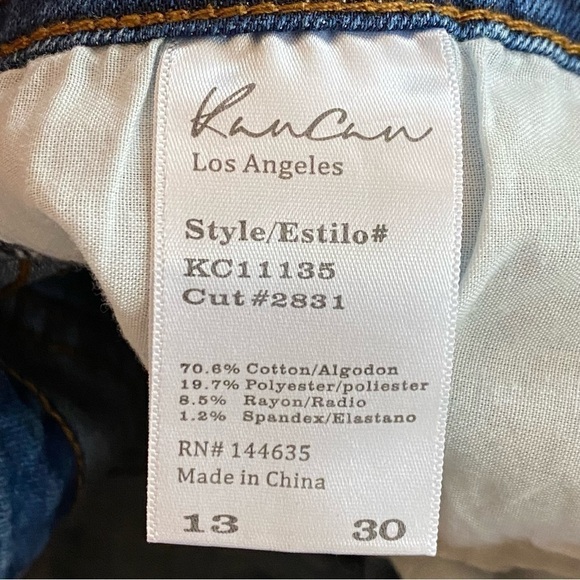 KanCan
Los Angeles
Style/Estilo#
KC11135
Cut #2831
70.6% Cotton/Algodon
19.7% Polyester/poliester
8.5% Rayon/Radio
1.2% Spandex/Elastano
RN# 144635
Made in China
13 30